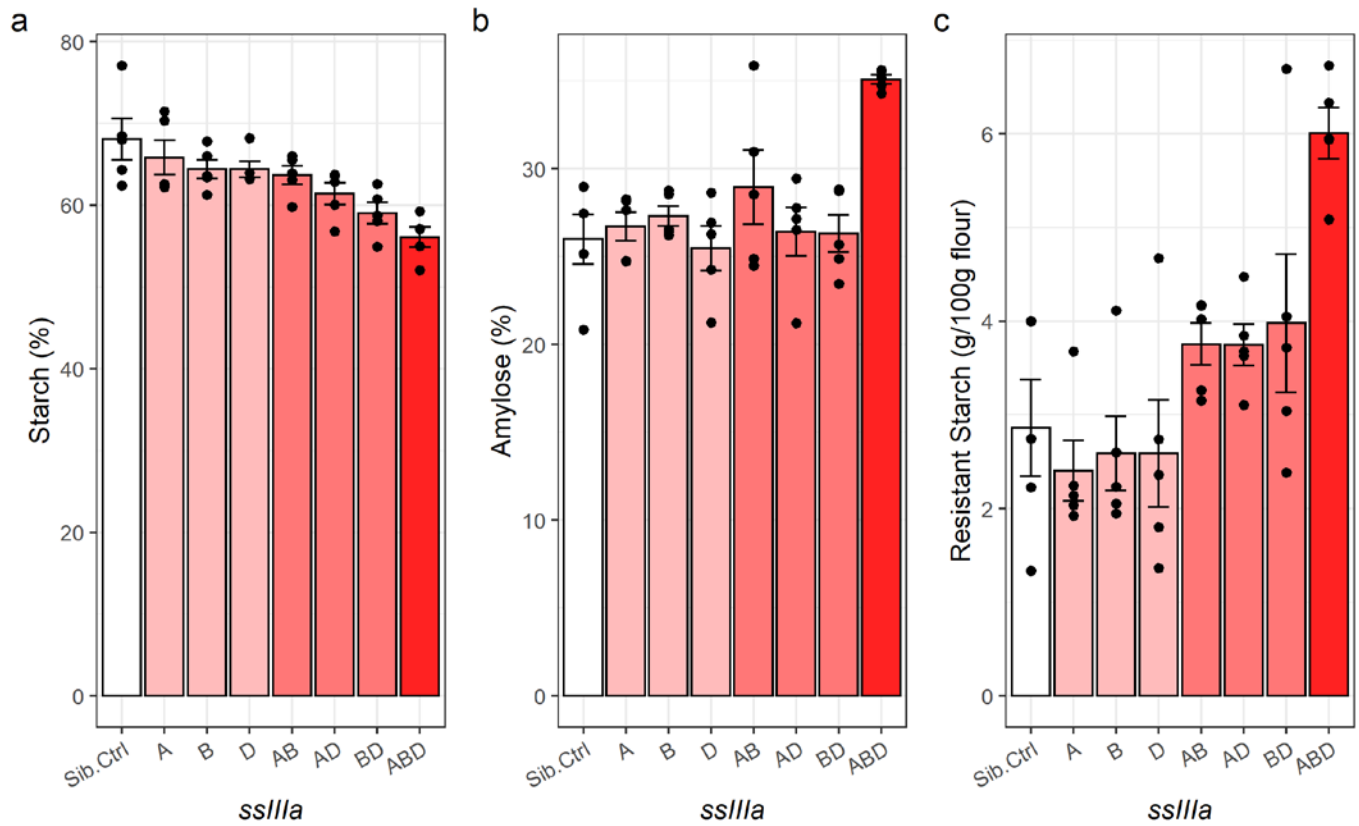 a
80
60
40
20
0
Starch (%)
Sib.Ctrl
A
B
D
AB
AD
BD
ABD
ssIIIa
b
30
20
10
0
Amylose (%)
Sib.Ctrl
A
B
D
AB
AD
BD
ABD
ssIIIa
c
6
4
2
0
Resistant Starch (g/100g flour)
Sib.Ctrl
A
B
D
AB
AD
BD
ABD
ssIIIa